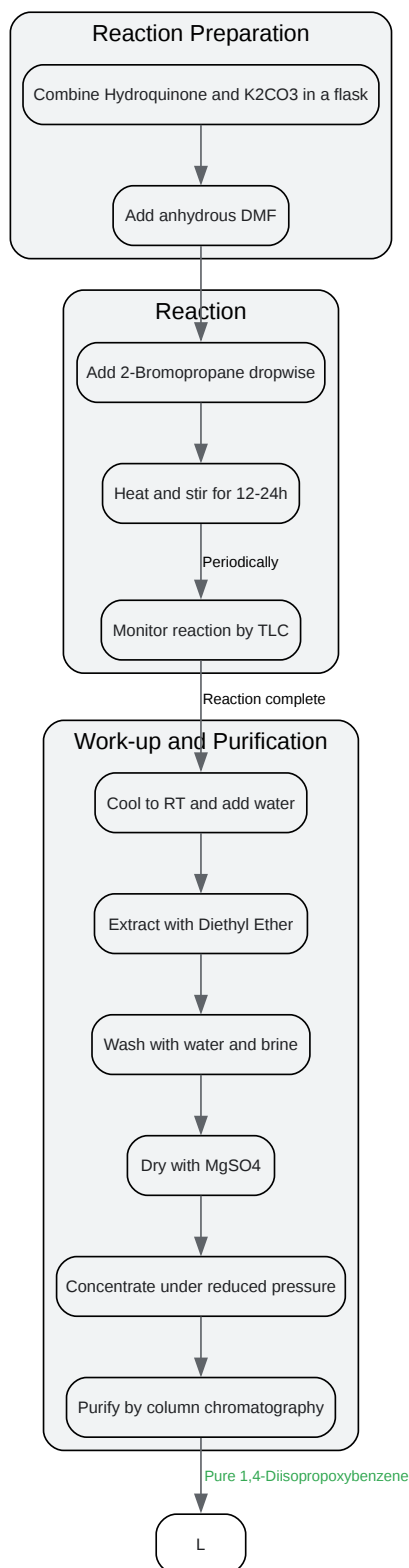 Reaction Preparation
Combine Hydroquinone and K2CO3 in a flask
Add anhydrous DMF
Reaction
Add 2-Bromopropane dropwise
Heat and stir for 12-24h
Periodically
Monitor reaction by TLC
Reaction complete
Work-up and Purification
Cool to RT and add water
Extract with Diethyl Ether
Wash with water and brine
Dry with MgSO4
Concentrate under reduced pressure
Purify by column chromatography
Pure 1,4-Diisopropoxybenzene
L